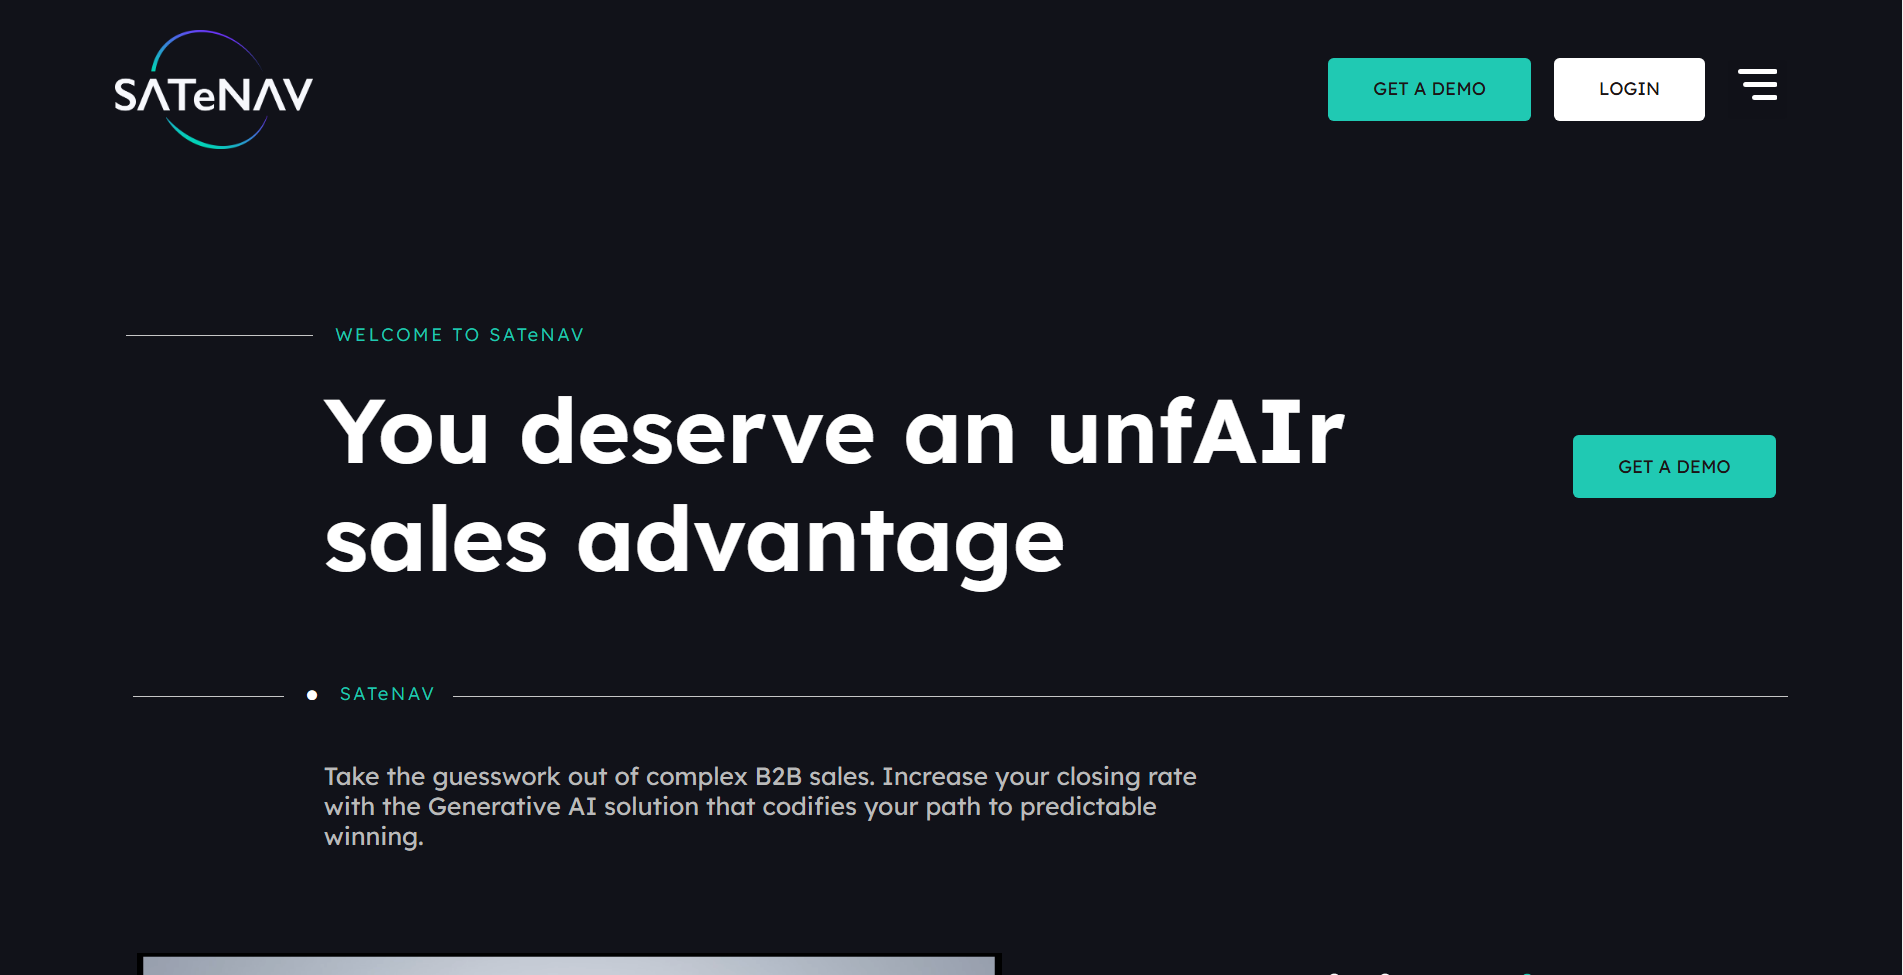 SATeNAV
GET A DEMO
LOGIN
WELCOME TO SATeNAV
You deserve an unfAIr
sales advantage
GET A DEMO
SATeNAV
Take the guesswork out of complex B2B sales. Increase your closing rate
with the Generative AI solution that codifies your path to predictable
winning.